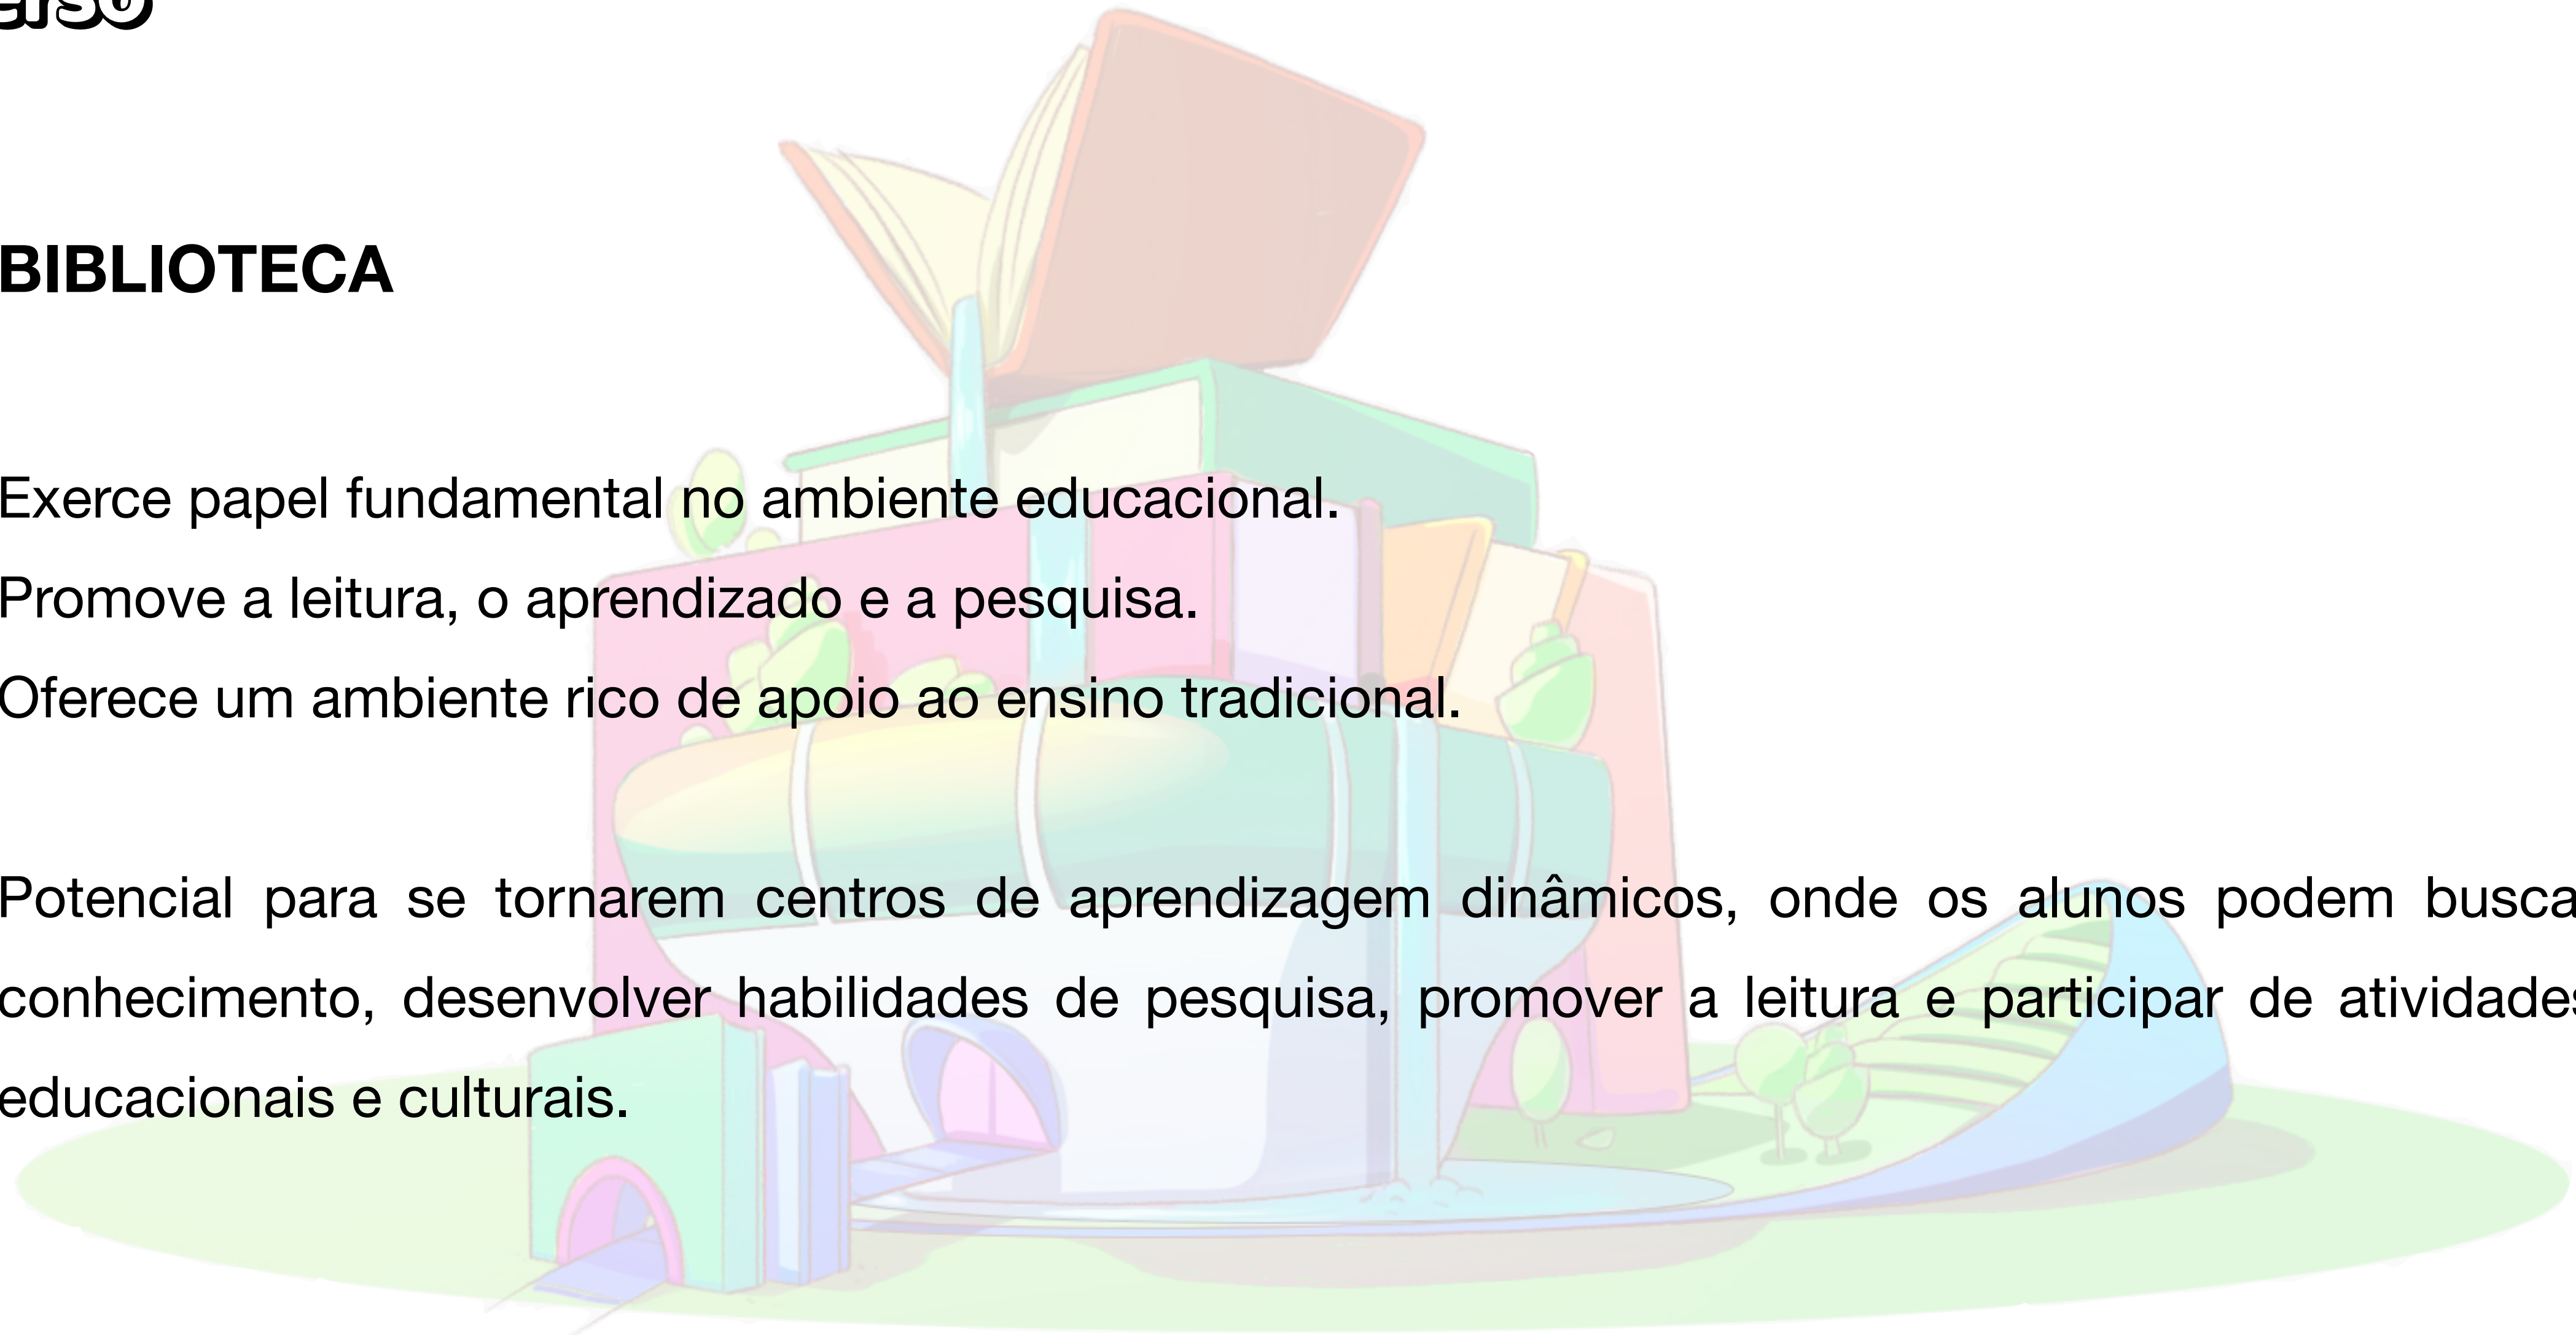 erso
BIBLIOTECA
Exerce papel fundamental no ambiente educacional.
Promove a leitura, o aprendizado e a pesquisa.
Oferece um ambiente rico de apoio ao ensino tradicional.
Potencial para se tornarem centros de aprendizagem dinâmicos, onde os alunos podem busca
conhecimento, desenvolver habilidades de pesquisa, promover a leitura e participar de atividades
educacionais e culturais.